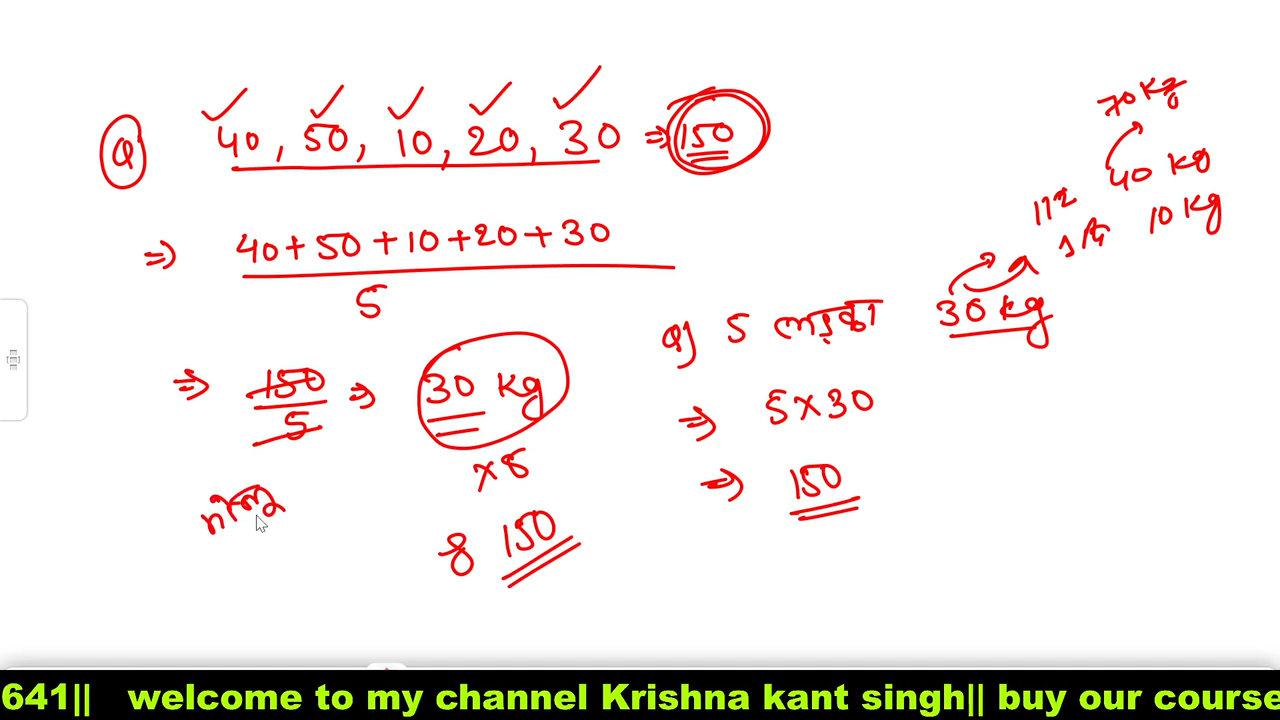 Q) 40, 50, 10, 20, 30 ⇒ 150
⇒ 40+50+10+20+30
5
⇒ 150/5 ⇒ 30 kg
×5
150
Q) 5 लड़का 30 kg
⇒ 5×30
⇒ 150
70 kg
40 kg
10 kg
641|| welcome to my channel Krishna kant singh|| buy our course